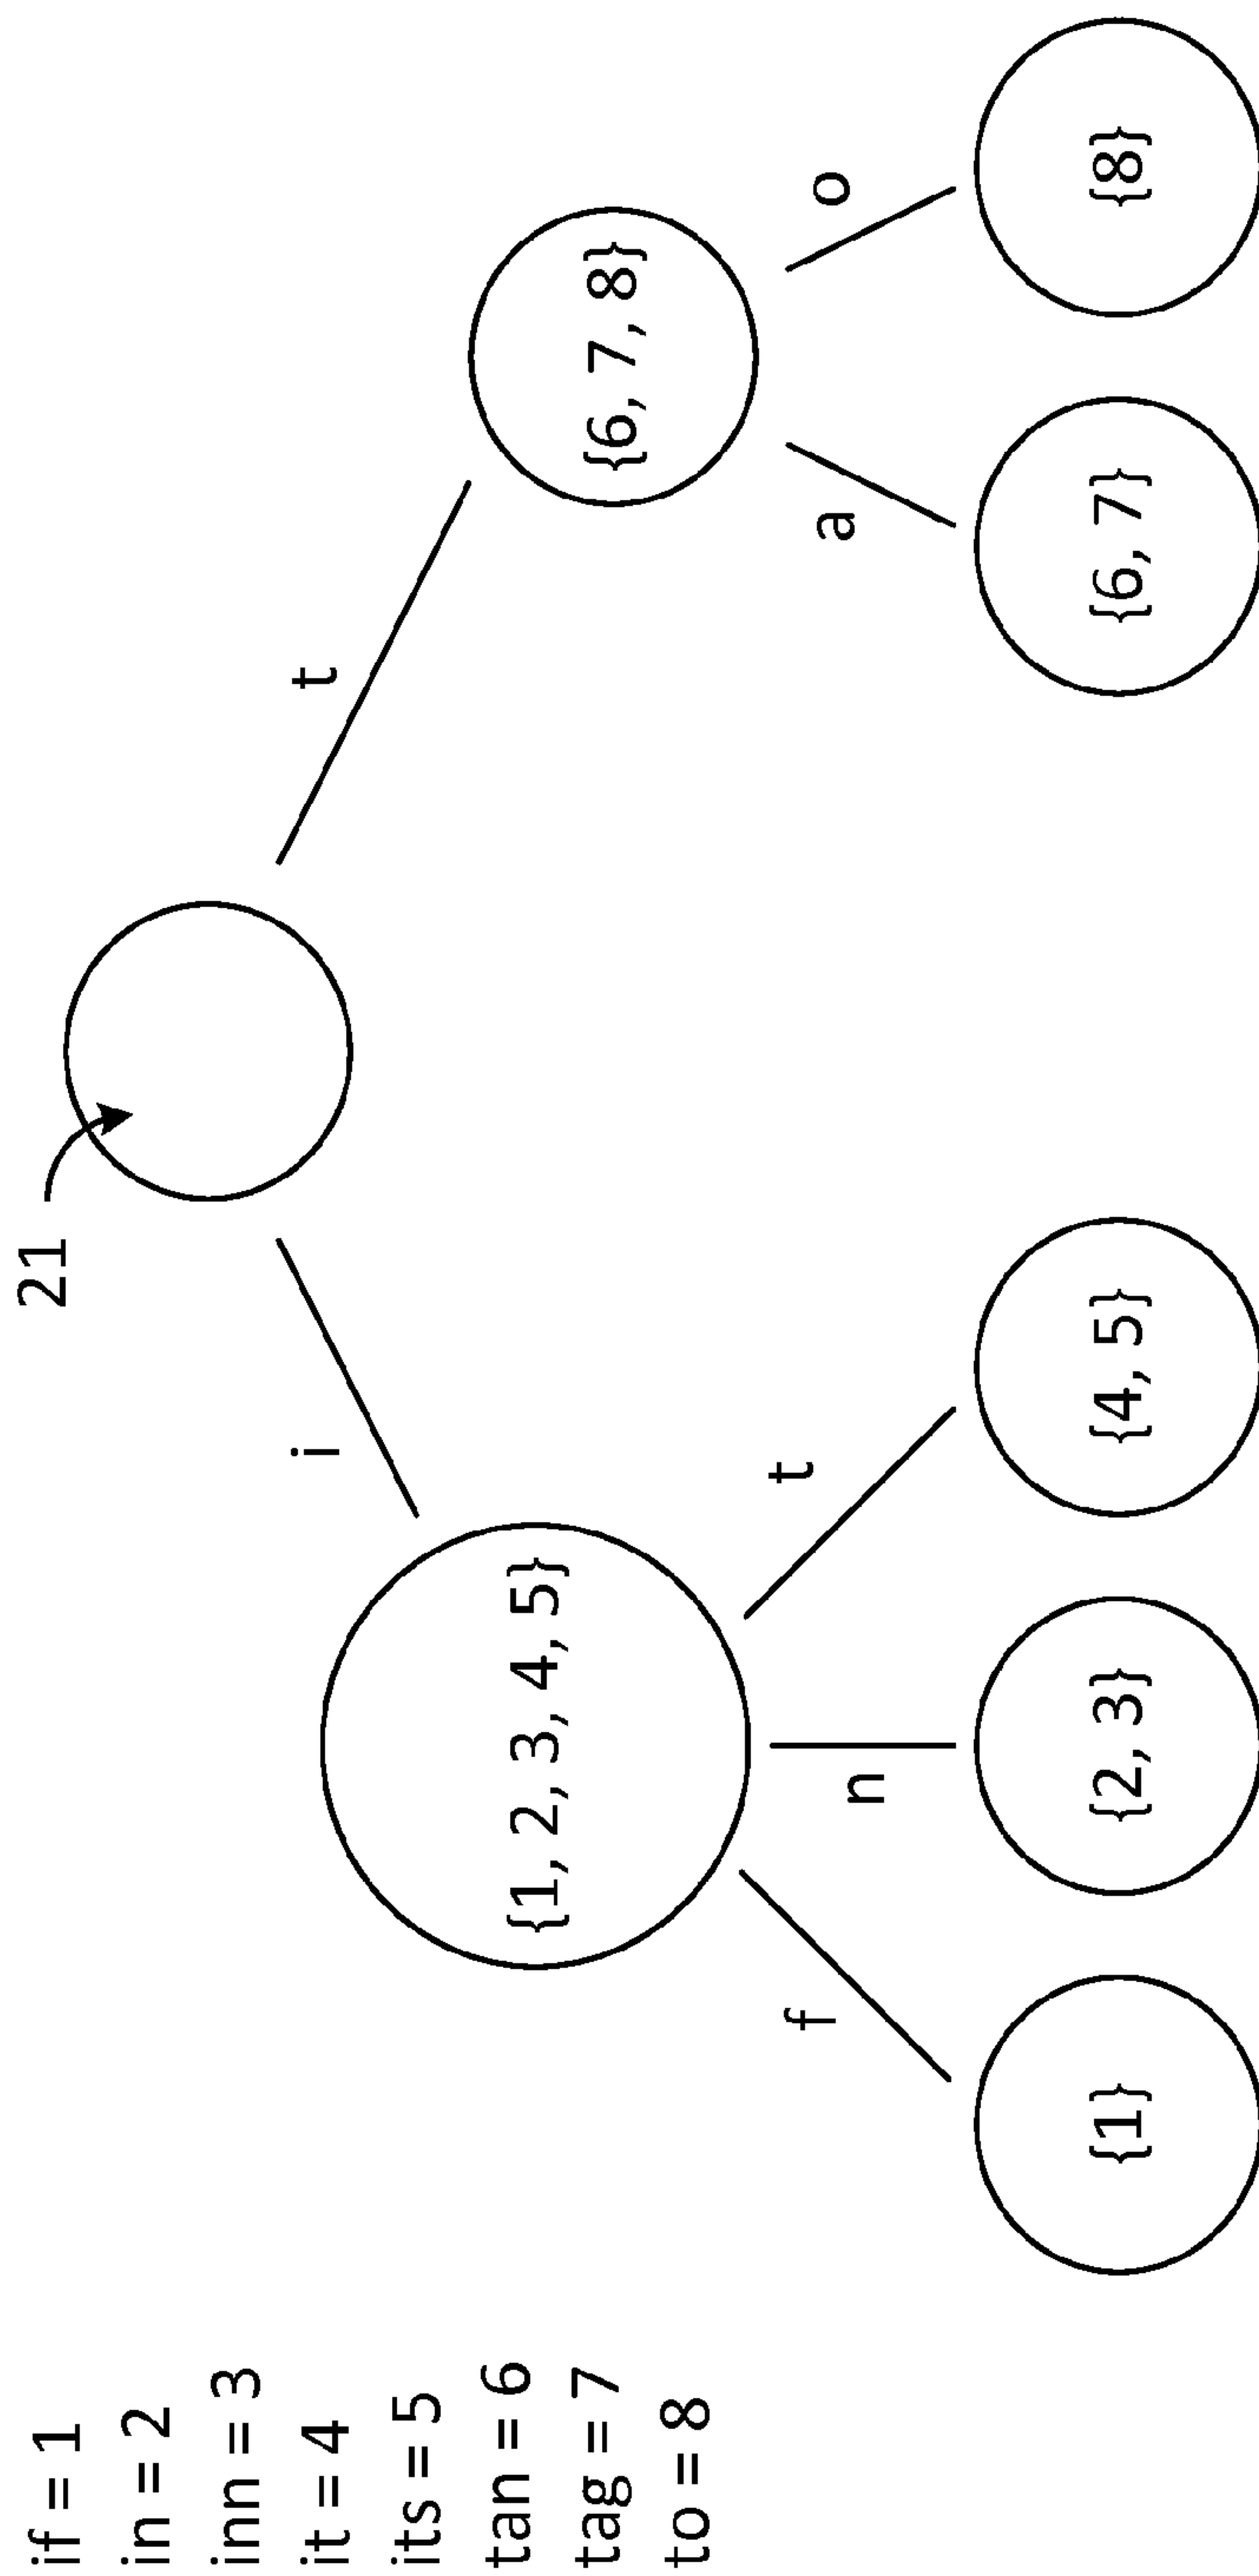 if = 1
in = 2
inn = 3
it = 4
its = 5
tan = 6
tag = 7
to = 8
21
i
t
{1, 2, 3, 4, 5}
{6, 7, 8}
f
n
t
a
o
{1}
{2, 3}
{4, 5}
{6, 7}
{8}